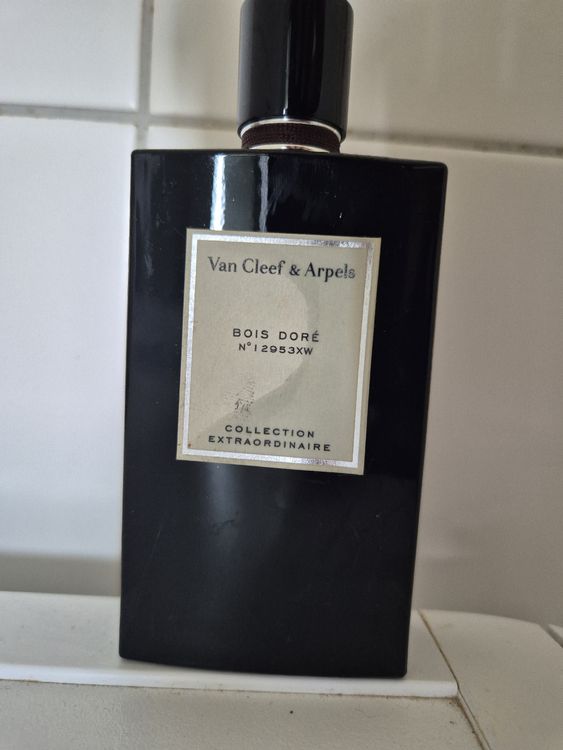 Van Cleef & Arpels
BOIS DORÉ
N°12953XW
COLLECTION
EXTRAORDINAIRE